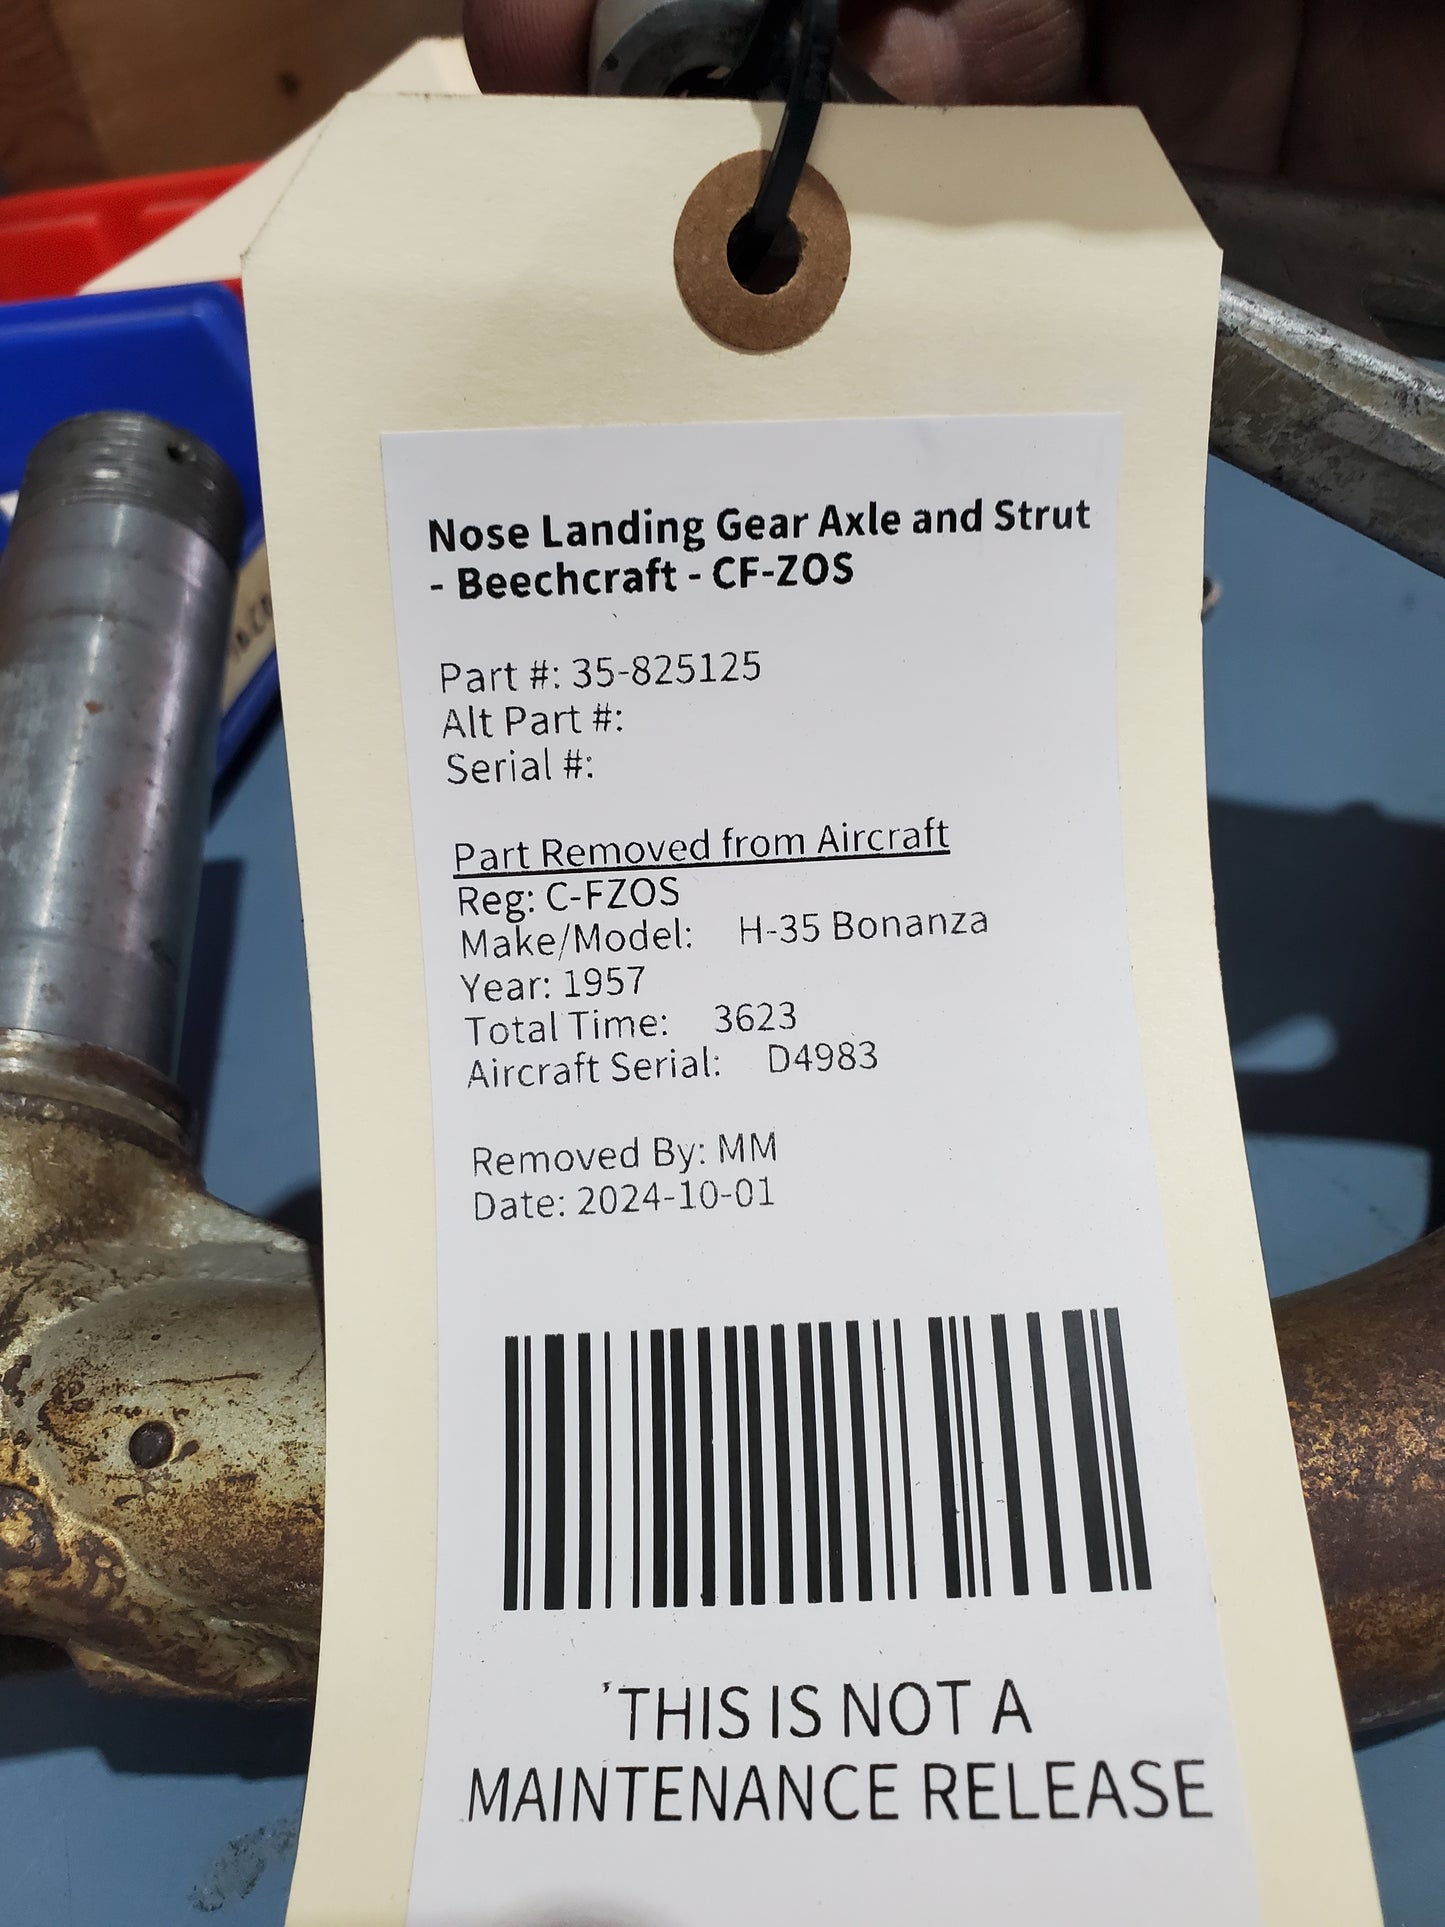 Nose Landing Gear Axle and Strut
- Beechcraft - CF-ZOS
Part #: 35-825125
Alt Part #:
Serial #:
Part Removed from Aircraft
Reg: C-FZOS
Make/Model: H-35 Bonanza
Year: 1957
Total Time: 3623
Aircraft Serial: D4983
Removed By: MM
Date: 2024-10-01
THIS IS NOT A
MAINTENANCE RELEASE